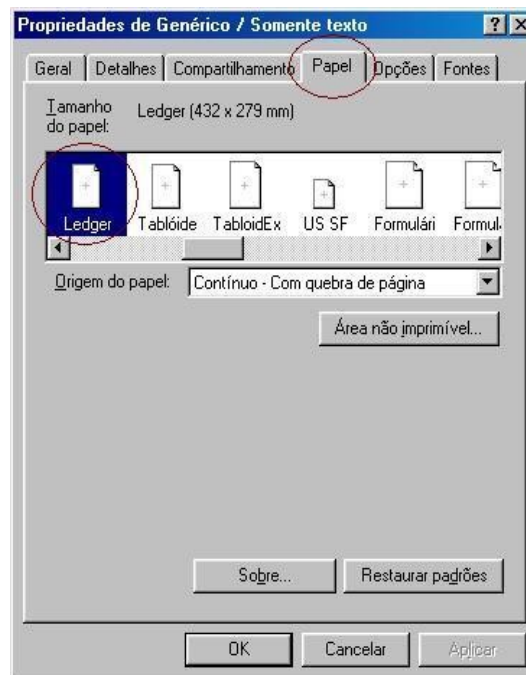 Propriedades de Genérico / Somente texto
Geral Detalhes Compartilhamento Papel Opções Fontes
Tamanho do papel: Ledger (432 x 279 mm)
Ledger Tablóide TabloidEx US SF Formulári Formul
Origem do papel: Contínuo - Com quebra de página
Área não imprimível...
Sobre... Restaurar padrões
OK Cancelar Aplicar